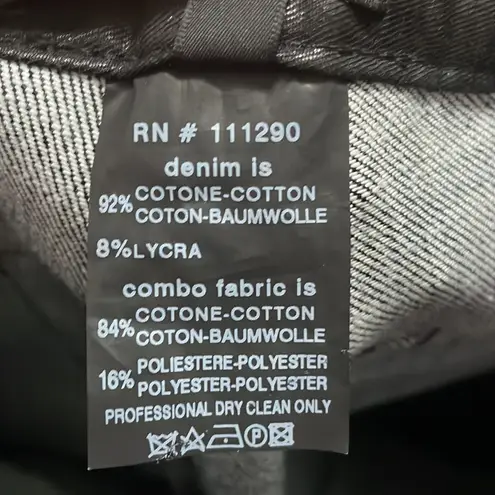 RN # 111290
denim is
92% COTONE-COTTON
COTON-BAUMWOLLE
8% LYCRA
combo fabric is
84% COTONE-COTTON
COTON-BAUMWOLLE
16% POLIESTERE-POLYESTER
POLYESTER-POLYESTER
PROFESSIONAL DRY CLEAN ONLY
P